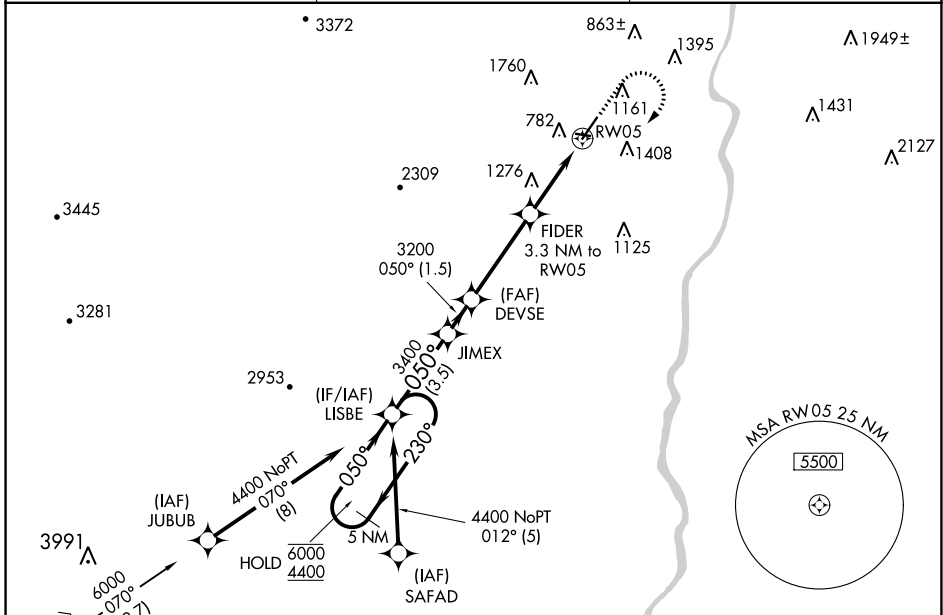 3372
863±
1395
1949±
1760
1161
1431
782
RW05
1408
2127
2309
1276
3445
FIDER
3.3 NM to
RW05
1125
3200
050° (1.5)
(FAF)
DEVSE
3281
JIMEX
3400
050°
(3.5)
2953
(IF/IAF)
LISBE
MSA RW05 25 NM
5500
050°
230°
4400 NoPT
070°
(8)
(IAF)
JUBUB
4400 NoPT
012° (5)
5 NM
3991
HOLD
6000
4400
(IAF)
SAFAD
6000
070°